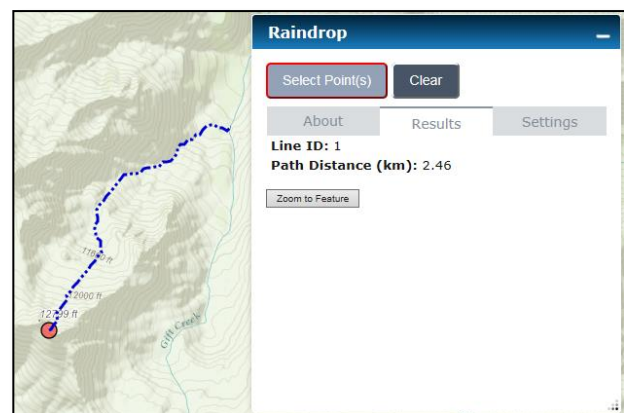 Raindrop
Select Point(s) Clear
About Results Settings
Line ID: 1
Path Distance (km): 2.46
Zoom to Feature
12000 ft
12799 ft
Gift Creek